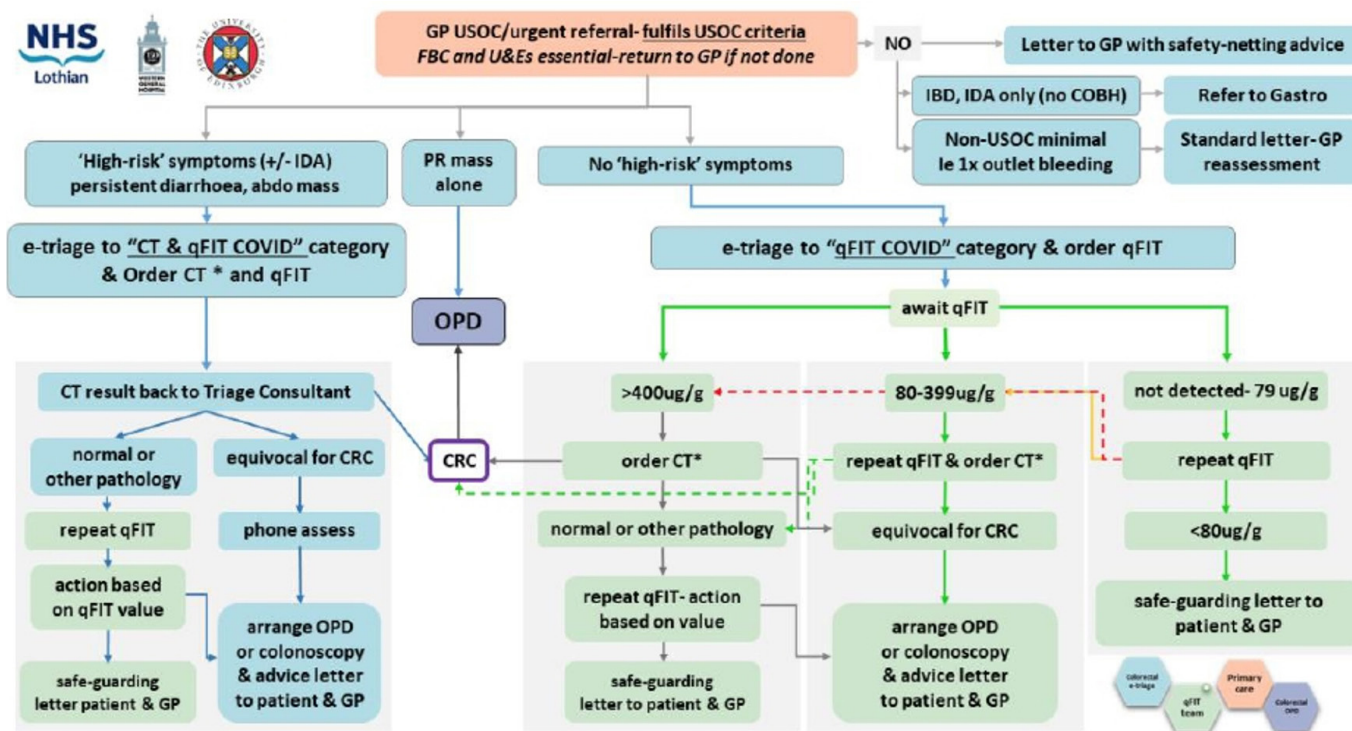 NHS
Lothian
WESTERN
GENERAL
HOSPITAL
THE UNIVERSITY
OF EDINBURGH
GP USOC/urgent referral- fulfils USOC criteria
FBC and U&Es essential-return to GP if not done
NO
Letter to GP with safety-netting advice
IBD, IDA only (no COBH)
Refer to Gastro
Non-USOC minimal
Ie 1x outlet bleeding
Standard letter-GP
reassessment
‘High-risk’ symptoms (+/- IDA)
persistent diarrhoea, abdo mass
PR mass
alone
No ‘high-risk’ symptoms
e-triage to “CT & qFIT COVID” category
& Order CT * and qFIT
e-triage to “qFIT COVID” category & order qFIT
OPD
await qFIT
CT result back to Triage Consultant
>400ug/g
80-399ug/g
not detected- 79 ug/g
normal or
other pathology
equivocal for CRC
CRC
order CT*
repeat qFIT & order CT*
repeat qFIT
repeat qFIT
phone assess
normal or other pathology
equivocal for CRC
<80ug/g
action based
on qFIT value
arrange OPD
or colonoscopy
& advice letter
to patient & GP
repeat qFIT- action
based on value
arrange OPD
or colonoscopy
& advice letter
to patient & GP
safe-guarding letter to
patient & GP
safe-guarding
letter patient & GP
safe-guarding
letter to patient & GP
Colorectal
e-triage
qFIT
team
Primary
care
Colorectal
OPD